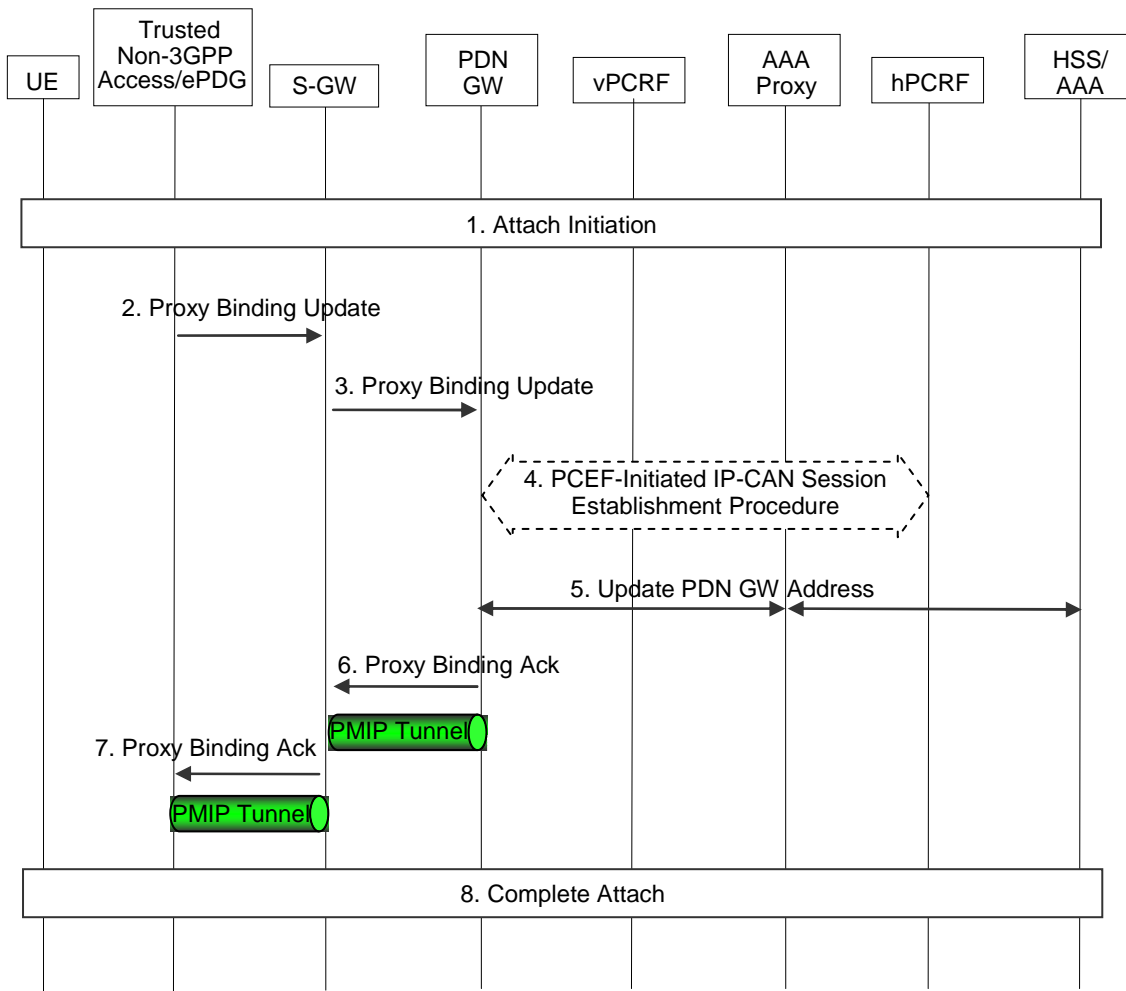 UE
Trusted
Non-3GPP
Access/ePDG
S-GW
PDN
GW
vPCRF
AAA
Proxy
hPCRF
HSS/
AAA
1. Attach Initiation
2. Proxy Binding Update
3. Proxy Binding Update
4. PCEF-Initiated IP-CAN Session
Establishment Procedure
5. Update PDN GW Address
6. Proxy Binding Ack
PMIP Tunnel
7. Proxy Binding Ack
PMIP Tunnel
8. Complete Attach